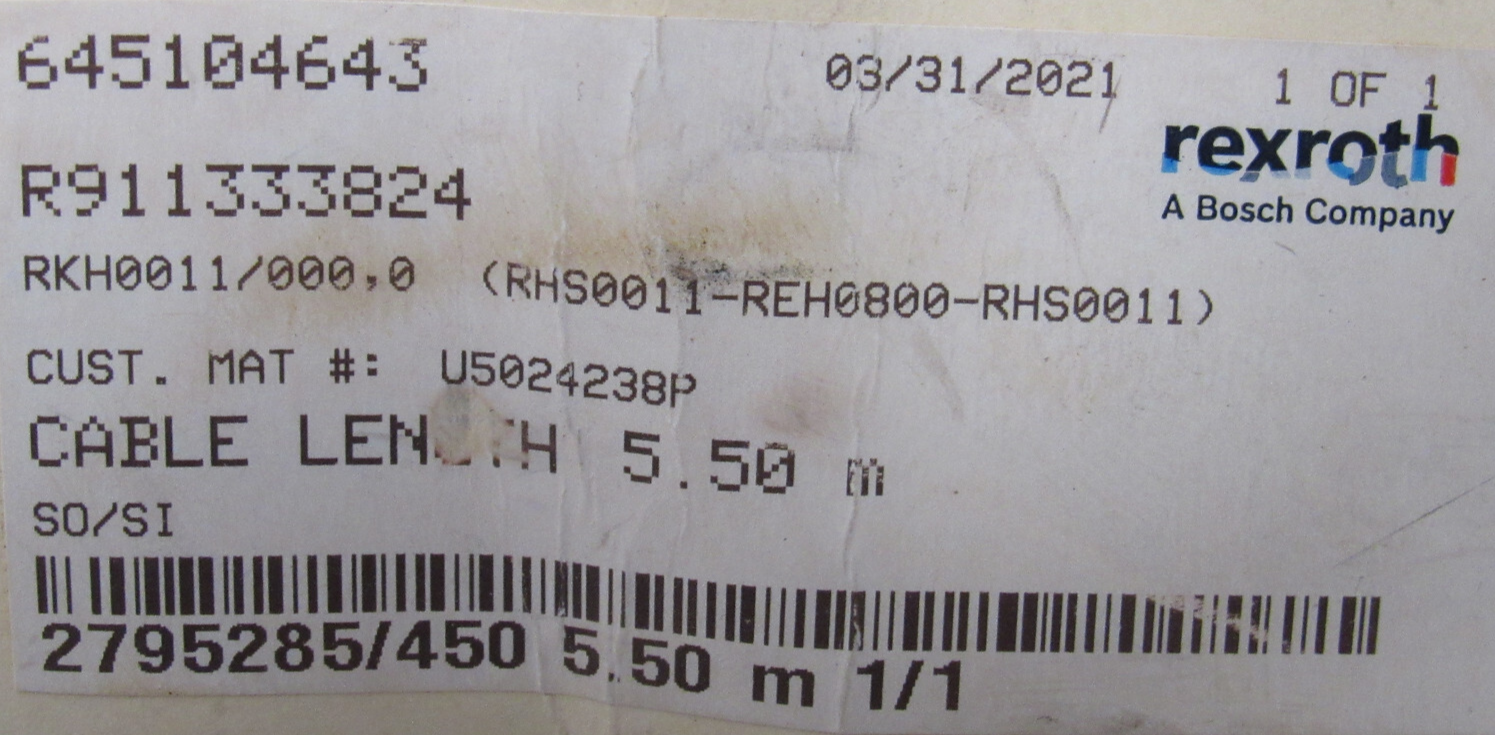 645104643 03/31/2021 1 OF 1
rexroth
A Bosch Company
R911333824
RKH0011/000,0 (RHS0011-REH0800-RHS0011)
CUST. MAT #: U5024238P
CABLE LENGTH 5.50 m
SO/SI
2795285/450 5.50 m 1/1